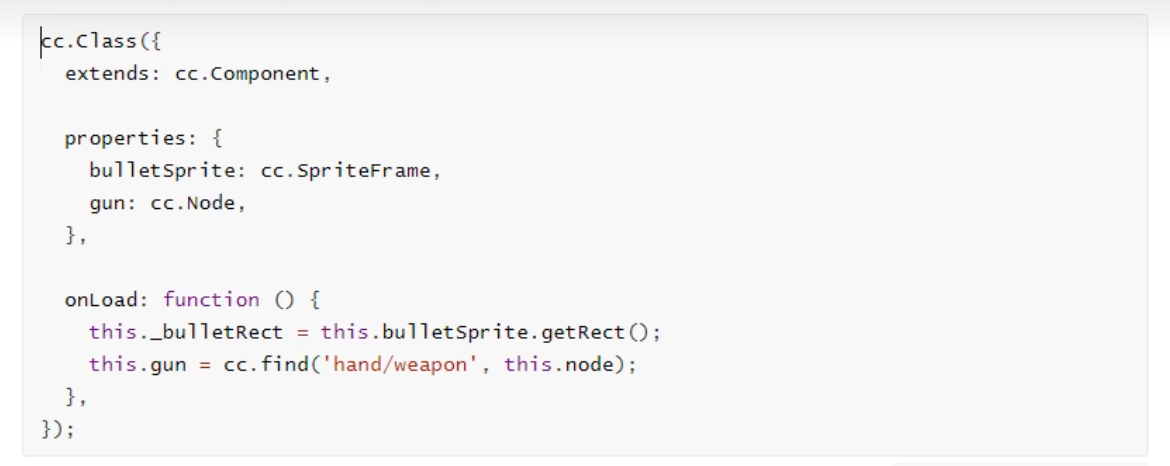 cc.Class({
  extends: cc.Component,

  properties: {
    bulletSprite: cc.SpriteFrame,
    gun: cc.Node,
  },

  onLoad: function () {
    this._bulletRect = this.bulletSprite.getRect();
    this.gun = cc.find('hand/weapon', this.node);
  },
});